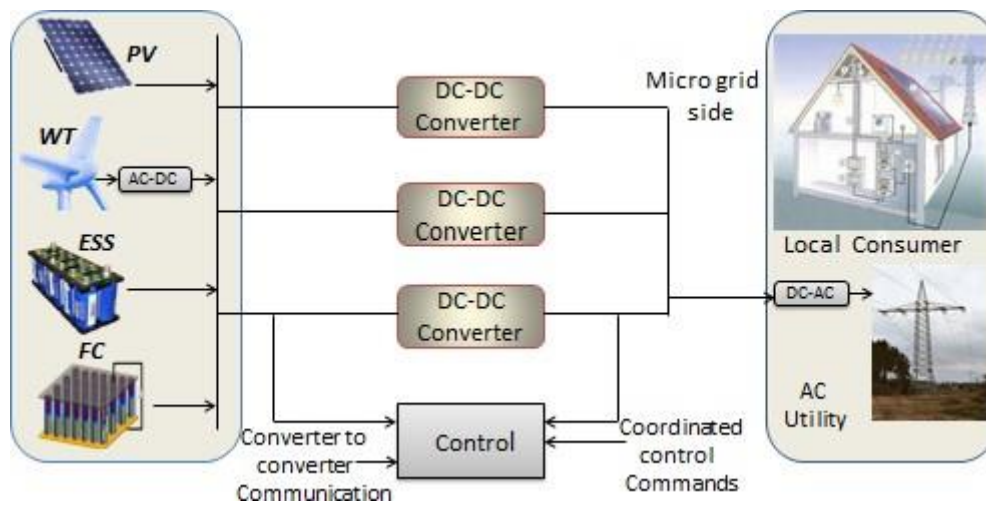 PV
WT
AC-DC
ESS
FC
DC-DC
Converter
DC-DC
Converter
DC-DC
Converter
Converter to
converter
Communication
Control
Coordinated
control
Commands
Micro grid
side
Local Consumer
DC-AC
AC
Utility